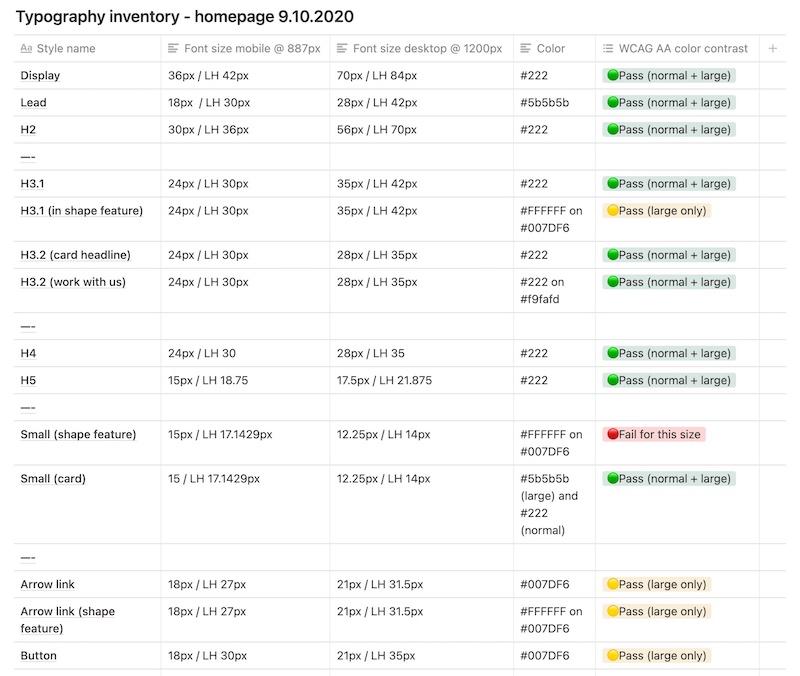 Typography inventory - homepage 9.10.2020
Aa Style name Font size mobile @ 887px Font size desktop @ 1200px Color WCAG AA color contrast +
Display 36px / LH 42px 70px / LH 84px #222 Pass (normal + large)
Lead 18px / LH 30px 28px / LH 42px #5b5b5b Pass (normal + large)
H2 30px / LH 36px 56px / LH 70px #222 Pass (normal + large)
—-
H3.1 24px / LH 30px 35px / LH 42px #222 Pass (normal + large)
H3.1 (in shape feature) 24px / LH 30px 35px / LH 42px #FFFFFF on Pass (large only)
#007DF6
H3.2 (card headline) 24px / LH 30px 28px / LH 35px #222 Pass (normal + large)
H3.2 (work with us) 24px / LH 30px 28px / LH 35px #222 on Pass (normal + large)
#f9fafd
—-
H4 24px / LH 30 28px / LH 35 #222 Pass (normal + large)
H5 15px / LH 18.75 17.5px / LH 21.875 #222 Pass (normal + large)
—-
Small (shape feature) 15px / LH 17.1429px 12.25px / LH 14px #FFFFFF on Fail for this size
#007DF6
Small (card) 15 / LH 17.1429px 12.25px / LH 14px #5b5b5b Pass (normal + large)
(large) and
#222
(normal)
—-
Arrow link 18px / LH 27px 21px / LH 31.5px #007DF6 Pass (large only)
Arrow link (shape 18px / LH 27px 21px / LH 31.5px #FFFFFF on Pass (large only)
feature) #007DF6
Button 18px / LH 30px 21px / LH 35px #007DF6 Pass (large only)